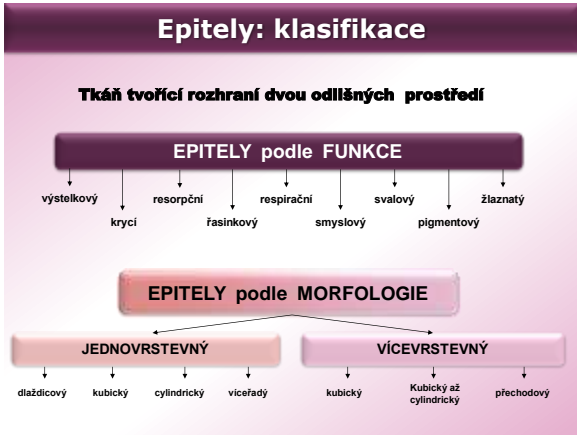 Epitely: klasifikace
Tkáň tvořící rozhraní dvou odlišných prostředí
EPITELY podle FUNKCE
výstelkový resorpční respirační svalový žlaznatý
krycí řasinkový smyslový pigmentový
EPITELY podle MORFOLOGIE
JEDNOVRSTEVNÝ VÍCEVRSTEVNÝ
dlaždicový kubický cylindrický víceřadý kubický Kubický až cylindrický přechodový